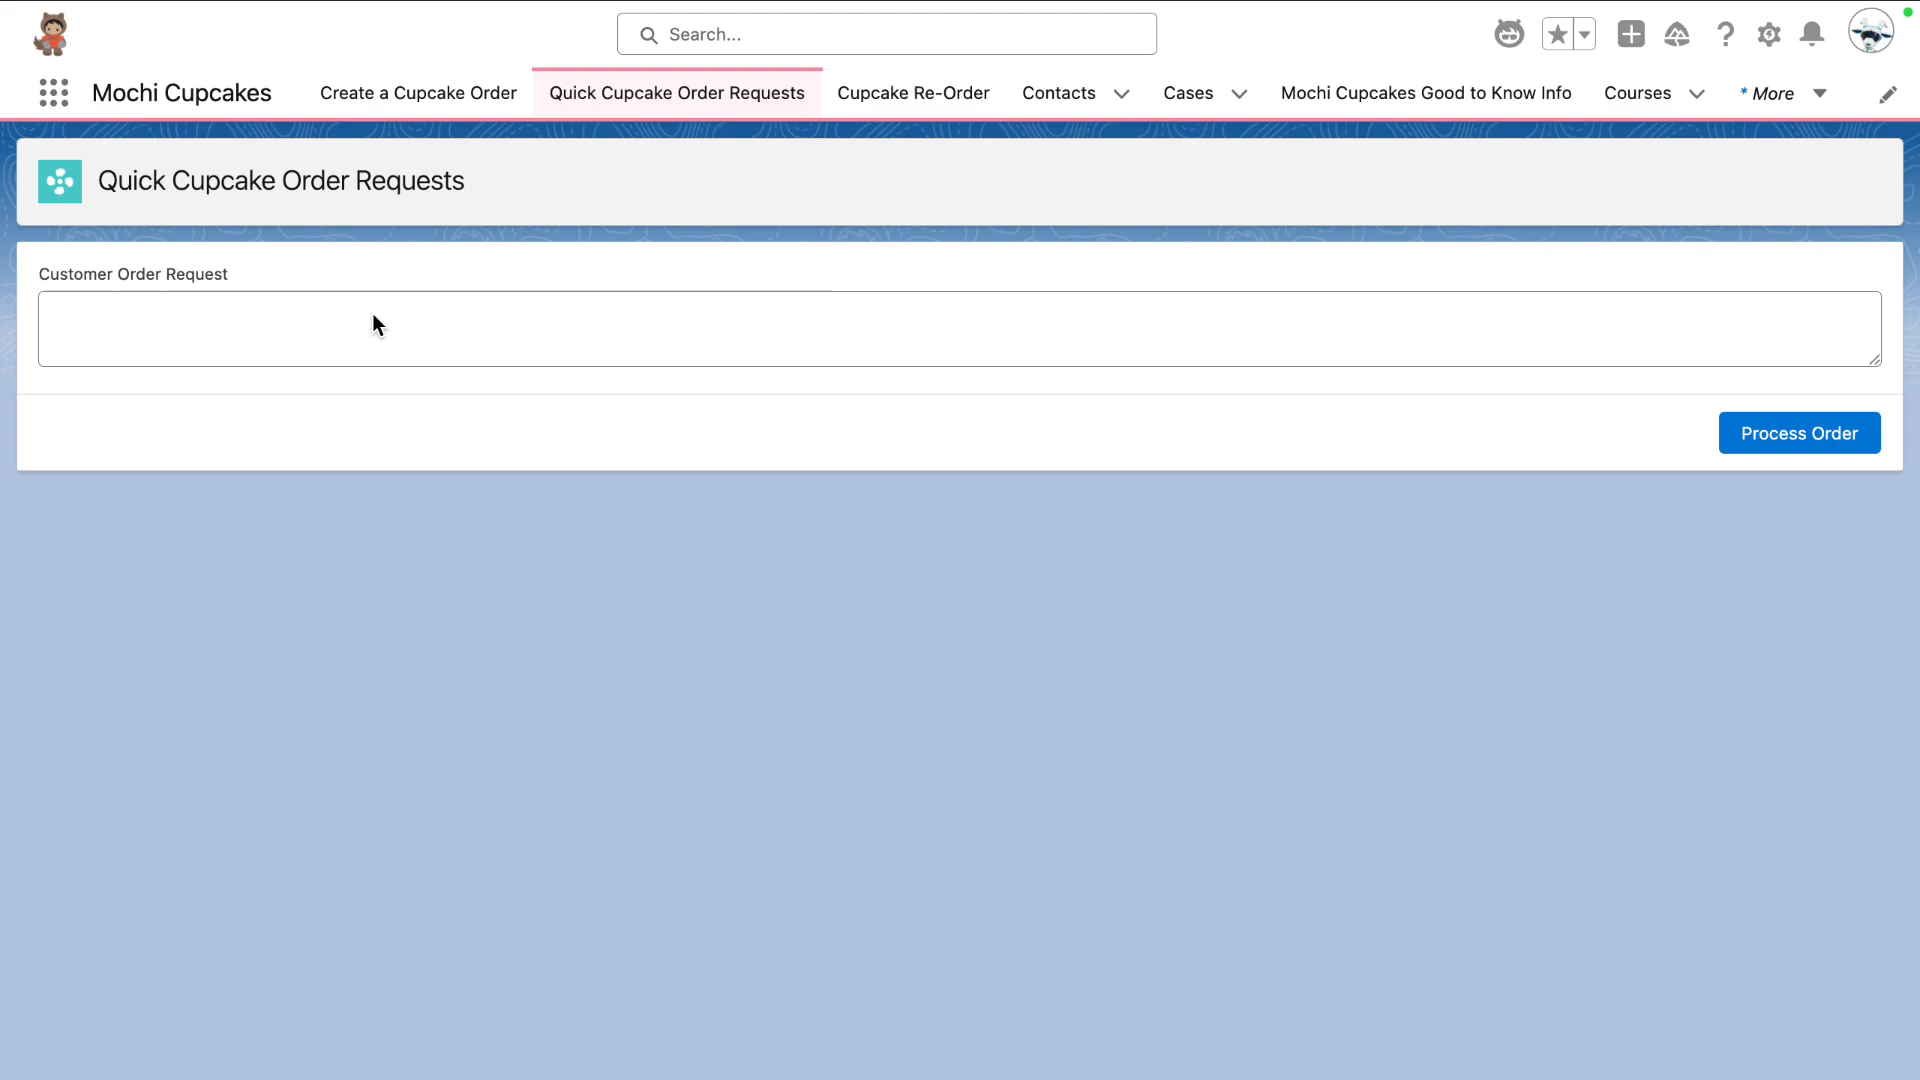 Search...
Mochi Cupcakes
Create a Cupcake Order
Quick Cupcake Order Requests
Cupcake Re-Order
Contacts
Cases
Mochi Cupcakes Good to Know Info
Courses
* More
Quick Cupcake Order Requests
Customer Order Request
Process Order